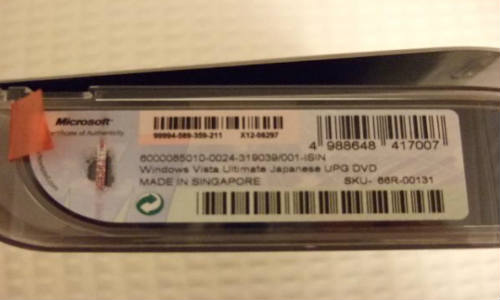 Microsoft
Certificate of Authenticity
99994-569-359-211 X12-08297
4 988648 417007
6000085010-0024-319039/001-ISIN
Windows Vista Ultimate Japanese UPG DVD
MADE IN SINGAPORE SKU- 66R-00131